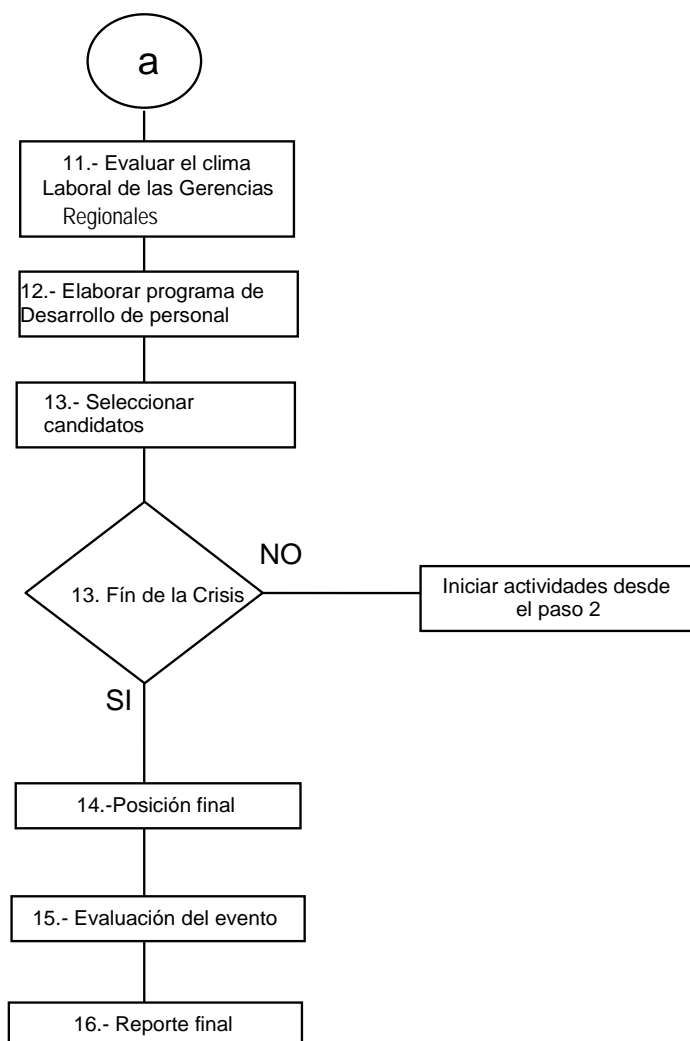 a
11.- Evaluar el clima
Laboral de las Gerencias
Regionales
12.- Elaborar programa de
Desarrollo de personal
13.- Seleccionar
candidatos
NO
13. Fín de la Crisis
Iniciar actividades desde
el paso 2
SI
14.-Posición final
15.- Evaluación del evento
16.- Reporte final